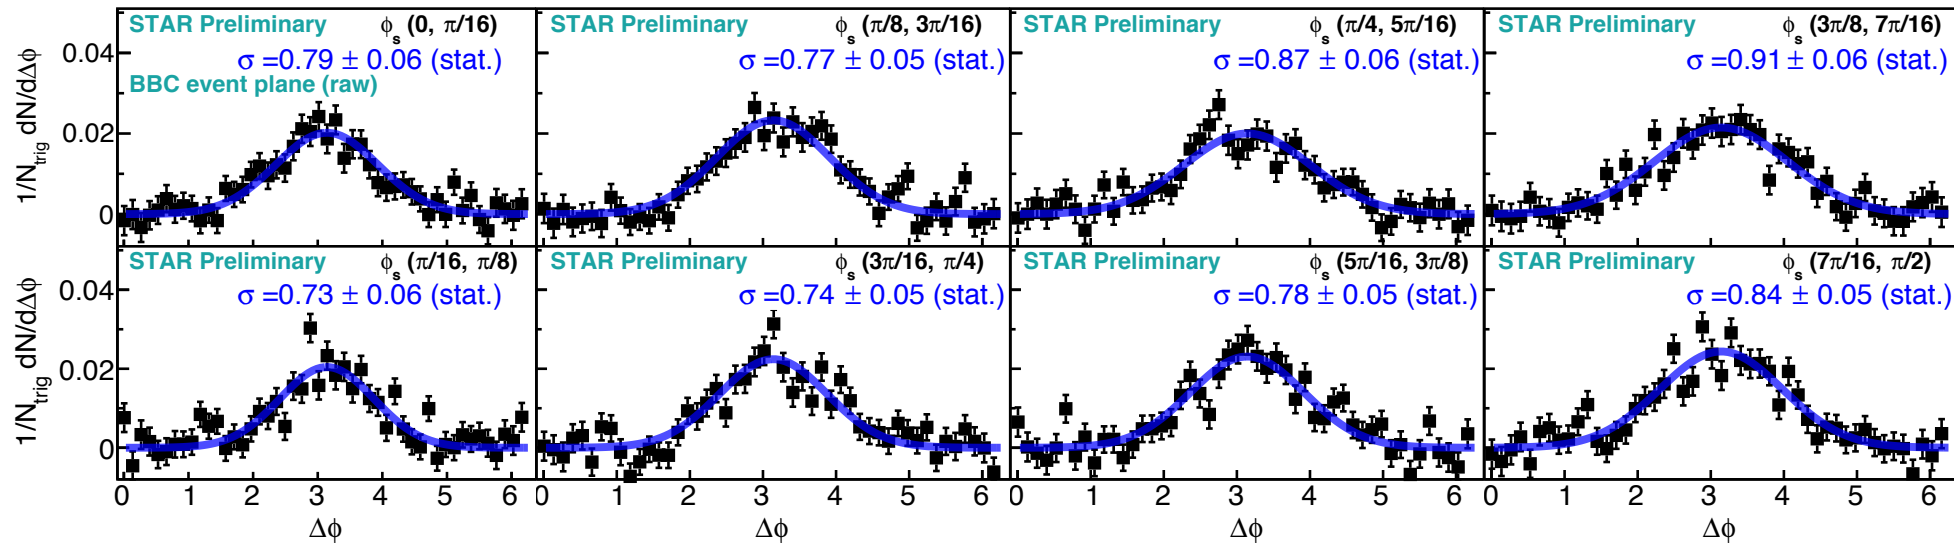 STAR Preliminary ϕs (0, π/16)
σ =0.79 ± 0.06 (stat.)
BBC event plane (raw)
STAR Preliminary ϕs (π/8, 3π/16)
σ =0.77 ± 0.05 (stat.)
STAR Preliminary ϕs (π/4, 5π/16)
σ =0.87 ± 0.06 (stat.)
STAR Preliminary ϕs (3π/8, 7π/16)
σ =0.91 ± 0.06 (stat.)
1/Ntrig dN/dΔϕ
0.04
0.02
0
STAR Preliminary ϕs (π/16, π/8)
σ =0.73 ± 0.06 (stat.)
STAR Preliminary ϕs (3π/16, π/4)
σ =0.74 ± 0.05 (stat.)
STAR Preliminary ϕs (5π/16, 3π/8)
σ =0.78 ± 0.05 (stat.)
STAR Preliminary ϕs (7π/16, π/2)
σ =0.84 ± 0.05 (stat.)
1/Ntrig dN/dΔϕ
0.04
0.02
0
0 1 2 3 4 5 6
0 1 2 3 4 5 6
0 1 2 3 4 5 6
0 1 2 3 4 5 6
Δϕ
Δϕ
Δϕ
Δϕ